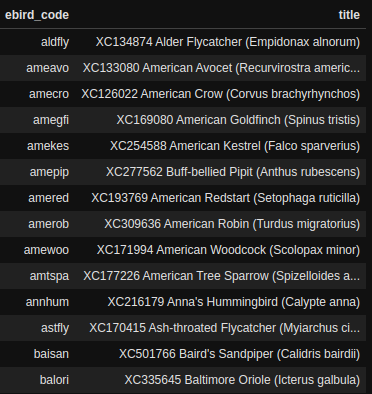 ebird_code title
aldfly XC134874 Alder Flycatcher (Empidonax alnorum)
ameavo XC133080 American Avocet (Recurvirostra americ...
amecro XC126022 American Crow (Corvus brachyrhynchos)
amegfi XC169080 American Goldfinch (Spinus tristis)
amekes XC254588 American Kestrel (Falco sparverius)
amepip XC277562 Buff-bellied Pipit (Anthus rubescens)
amered XC193769 American Redstart (Setophaga ruticilla)
amerob XC309636 American Robin (Turdus migratorius)
amewoo XC171994 American Woodcock (Scolopax minor)
amtspa XC177226 American Tree Sparrow (Spizelloides a...
annhum XC216179 Anna's Hummingbird (Calypte anna)
astfly XC170415 Ash-throated Flycatcher (Myiarchus ci...
baisan XC501766 Baird's Sandpiper (Calidris bairdii)
balori XC335645 Baltimore Oriole (Icterus galbula)